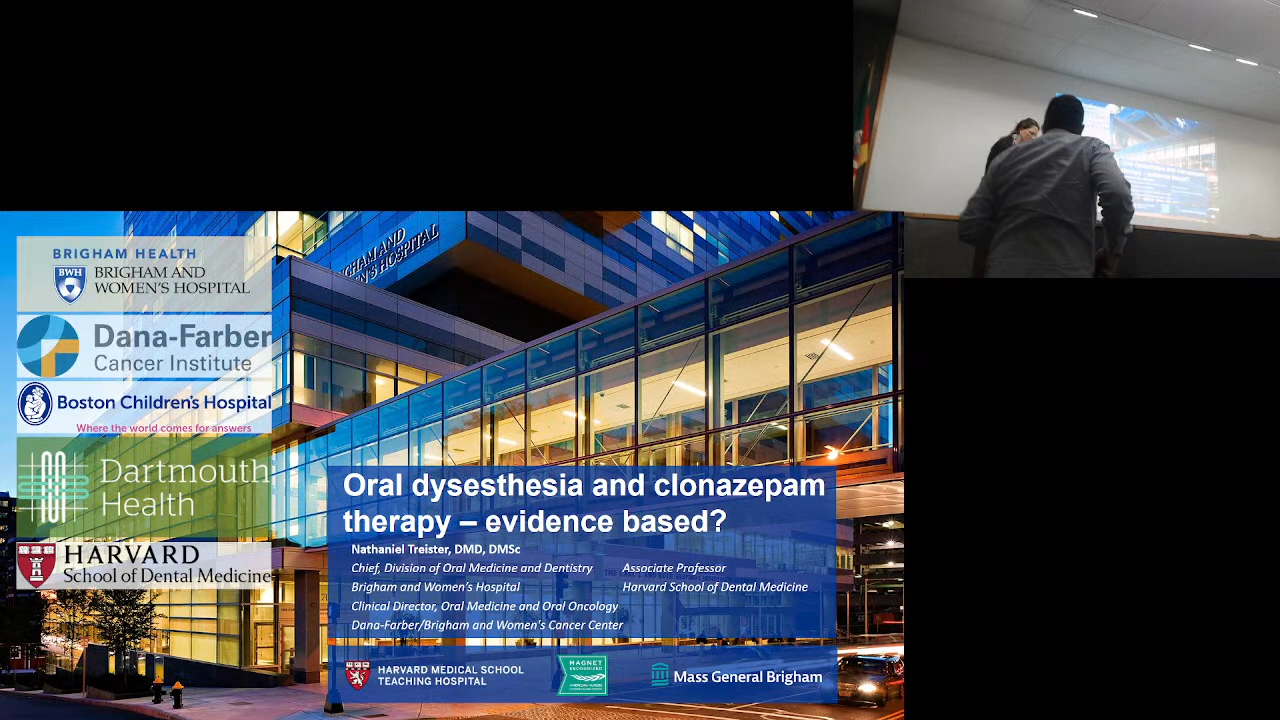 BRIGHAM HEALTH
BWH
BRIGHAM AND
WOMEN'S HOSPITAL
Dana-Farber
Cancer Institute
Boston Children's Hospital
Where the world comes for answers
Dartmouth
Health
HARVARD
School of Dental Medicine
GHAM AND
EN'S HOSPITAL
Oral dysesthesia and clonazepam
therapy – evidence based?
Nathaniel Treister, DMD, DMSc
Chief, Division of Oral Medicine and Dentistry
Brigham and Women's Hospital
Clinical Director, Oral Medicine and Oral Oncology
Dana-Farber/Brigham and Women's Cancer Center
Associate Professor
Harvard School of Dental Medicine
HARVARD MEDICAL SCHOOL
TEACHING HOSPITAL
MAGNET
RECOGNIZED
Mass General Brigham